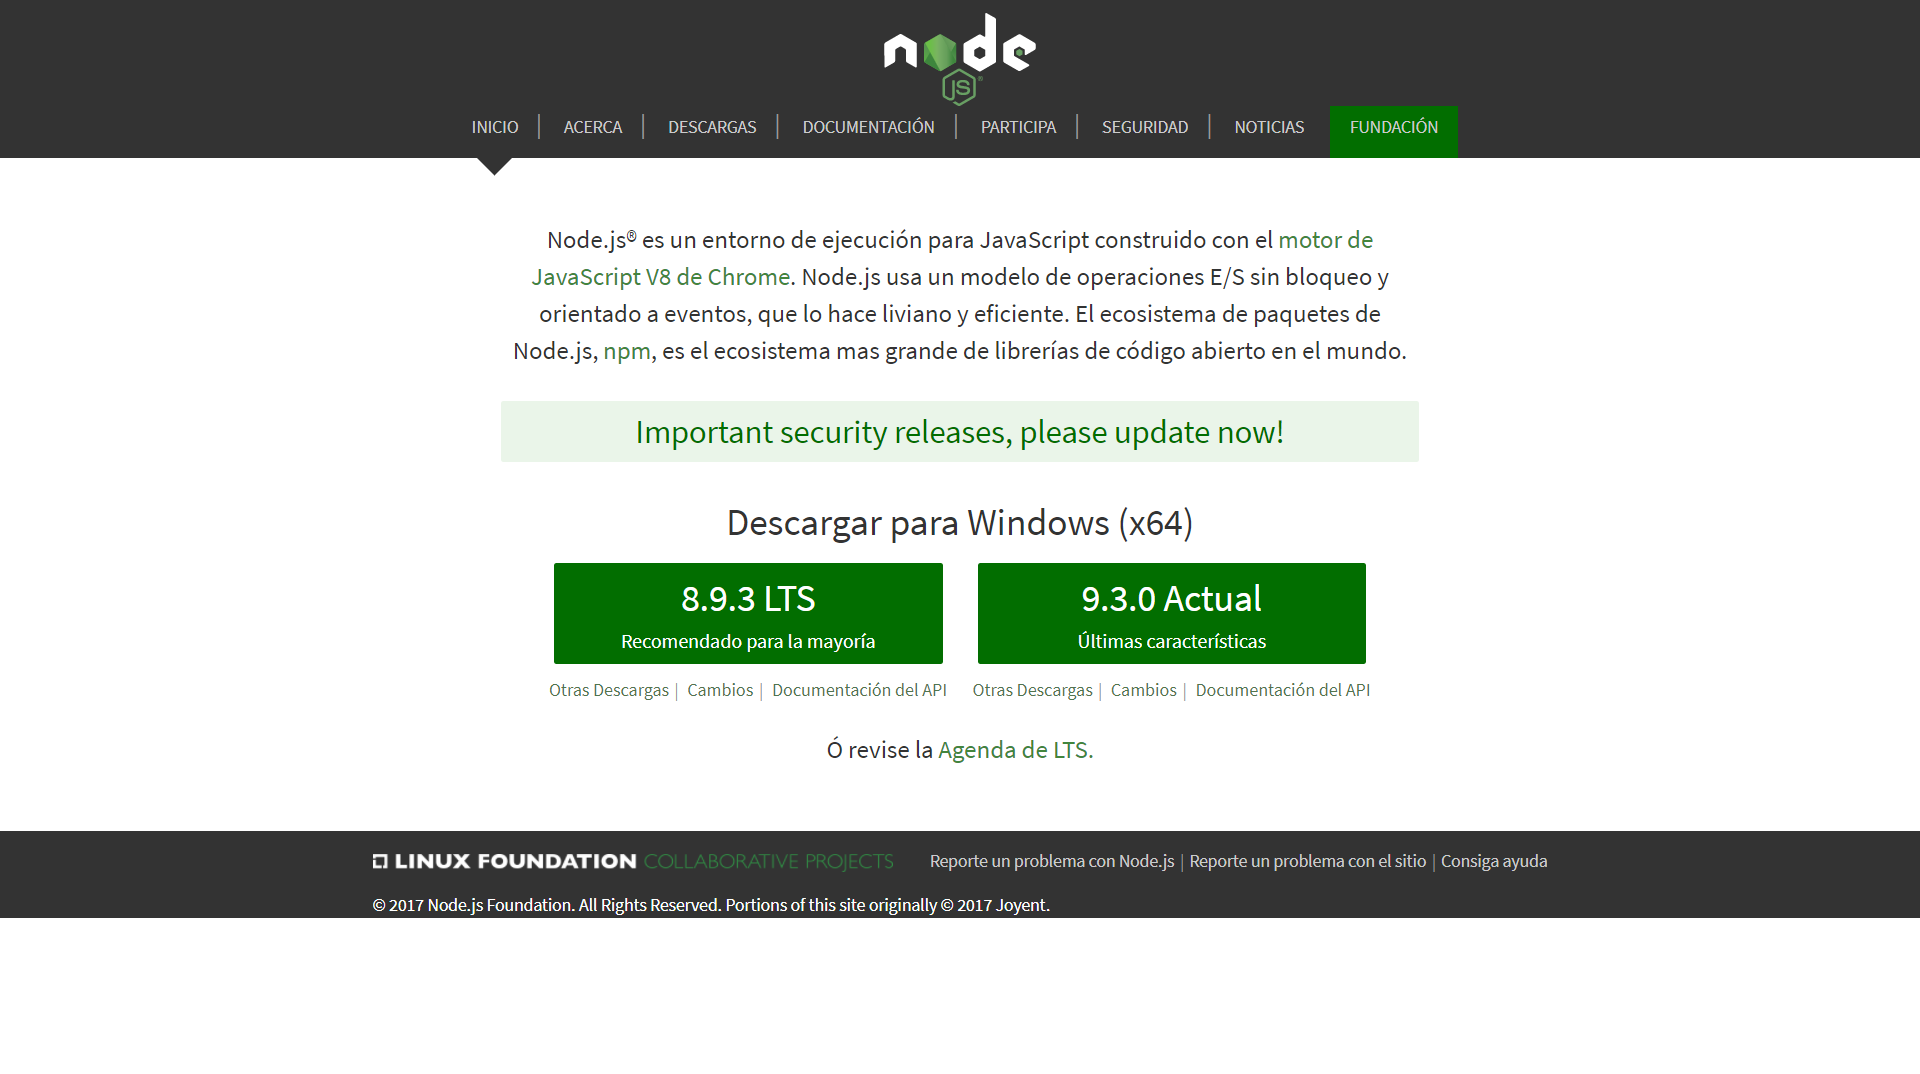 node
JS
INICIO | ACERCA | DESCARGAS | DOCUMENTACIÓN | PARTICIPA | SEGURIDAD | NOTICIAS FUNDACIÓN
Node.js® es un entorno de ejecución para JavaScript construido con el motor de
JavaScript V8 de Chrome. Node.js usa un modelo de operaciones E/S sin bloqueo y
orientado a eventos, que lo hace liviano y eficiente. El ecosistema de paquetes de
Node.js, npm, es el ecosistema mas grande de librerías de código abierto en el mundo.
Important security releases, please update now!
Descargar para Windows (x64)
8.9.3 LTS
Recomendado para la mayoría
Otras Descargas | Cambios | Documentación del API
9.3.0 Actual
Últimas características
Otras Descargas | Cambios | Documentación del API
Ó revise la Agenda de LTS.
LINUX FOUNDATION COLLABORATIVE PROJECTS
Reporte un problema con Node.js | Reporte un problema con el sitio | Consiga ayuda
© 2017 Node.js Foundation. All Rights Reserved. Portions of this site originally © 2017 Joyent.